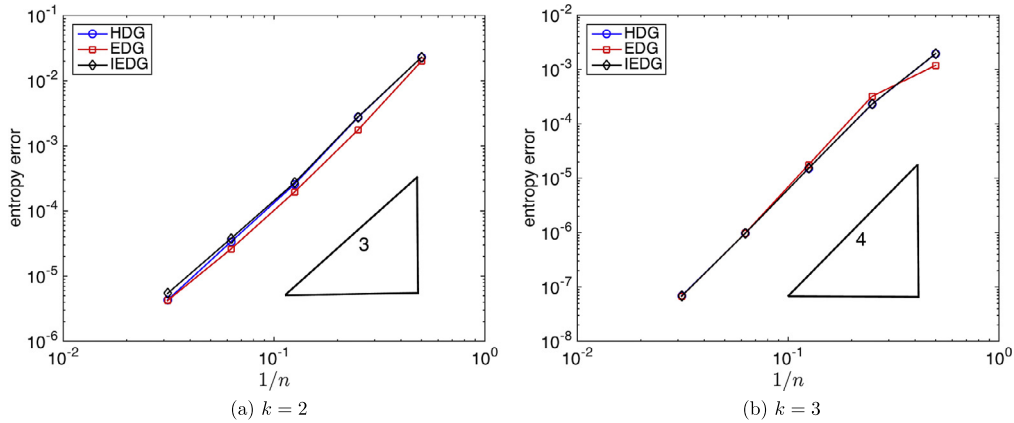 10^-1
10^-2
10^-3
10^-4
10^-5
10^-6
10^-2
10^-1
10^0
entropy error
HDG
EDG
IEDG
3
1/n
(a) k = 2
10^-2
10^-3
10^-4
10^-5
10^-6
10^-7
10^-8
10^-2
10^-1
10^0
entropy error
HDG
EDG
IEDG
4
1/n
(b) k = 3